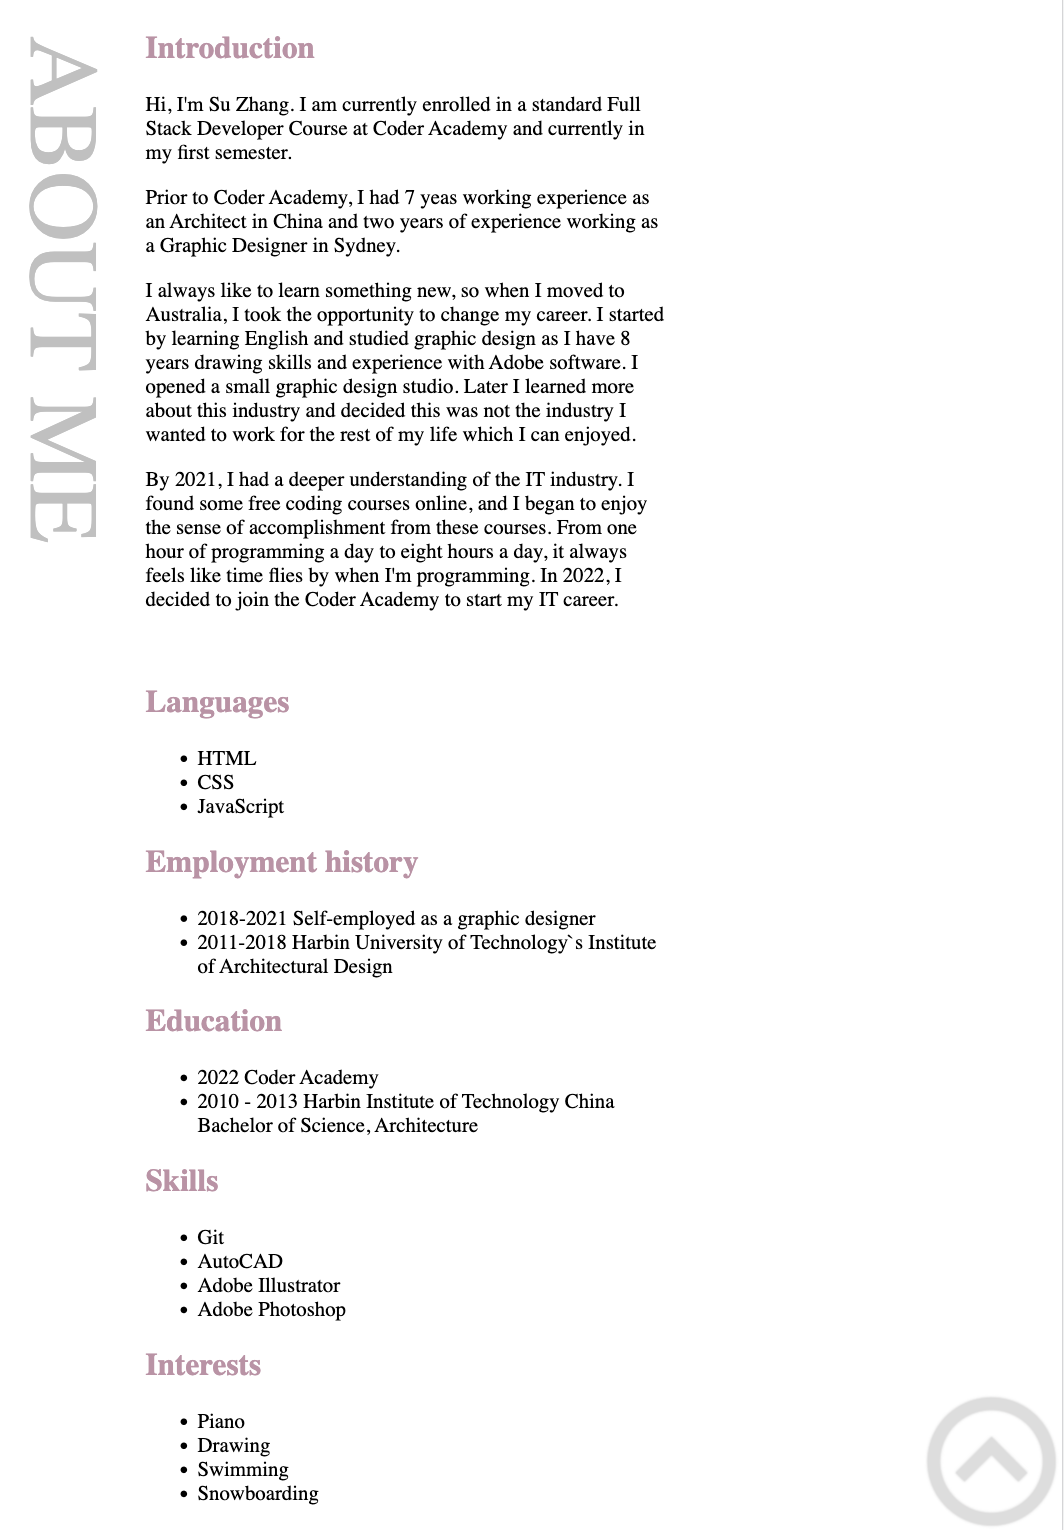 ABOUT ME
Introduction
Hi, I'm Su Zhang. I am currently enrolled in a standard Full
Stack Developer Course at Coder Academy and currently in
my first semester.
Prior to Coder Academy, I had 7 yeas working experience as
an Architect in China and two years of experience working as
a Graphic Designer in Sydney.
I always like to learn something new, so when I moved to
Australia, I took the opportunity to change my career. I started
by learning English and studied graphic design as I have 8
years drawing skills and experience with Adobe software. I
opened a small graphic design studio. Later I learned more
about this industry and decided this was not the industry I
wanted to work for the rest of my life which I can enjoyed.
By 2021, I had a deeper understanding of the IT industry. I
found some free coding courses online, and I began to enjoy
the sense of accomplishment from these courses. From one
hour of programming a day to eight hours a day, it always
feels like time flies by when I'm programming. In 2022, I
decided to join the Coder Academy to start my IT career.
Languages
• HTML
• CSS
• JavaScript
Employment history
• 2018-2021 Self-employed as a graphic designer
• 2011-2018 Harbin University of Technology`s Institute
of Architectural Design
Education
• 2022 Coder Academy
• 2010 - 2013 Harbin Institute of Technology China
Bachelor of Science, Architecture
Skills
• Git
• AutoCAD
• Adobe Illustrator
• Adobe Photoshop
Interests
• Piano
• Drawing
• Swimming
• Snowboarding